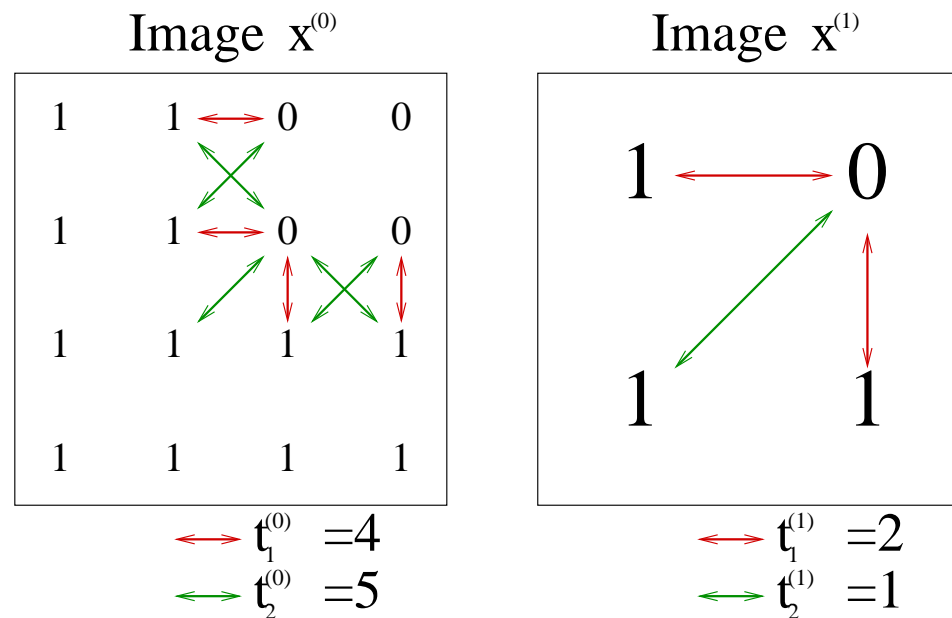 Image x⁽⁰⁾
1 1 0 0
1 1 0 0
1 1 1 1
1 1 1 1
t₁⁽⁰⁾ =4
t₂⁽⁰⁾ =5
Image x⁽¹⁾
1 0
1 1
t₁⁽¹⁾ =2
t₂⁽¹⁾ =1